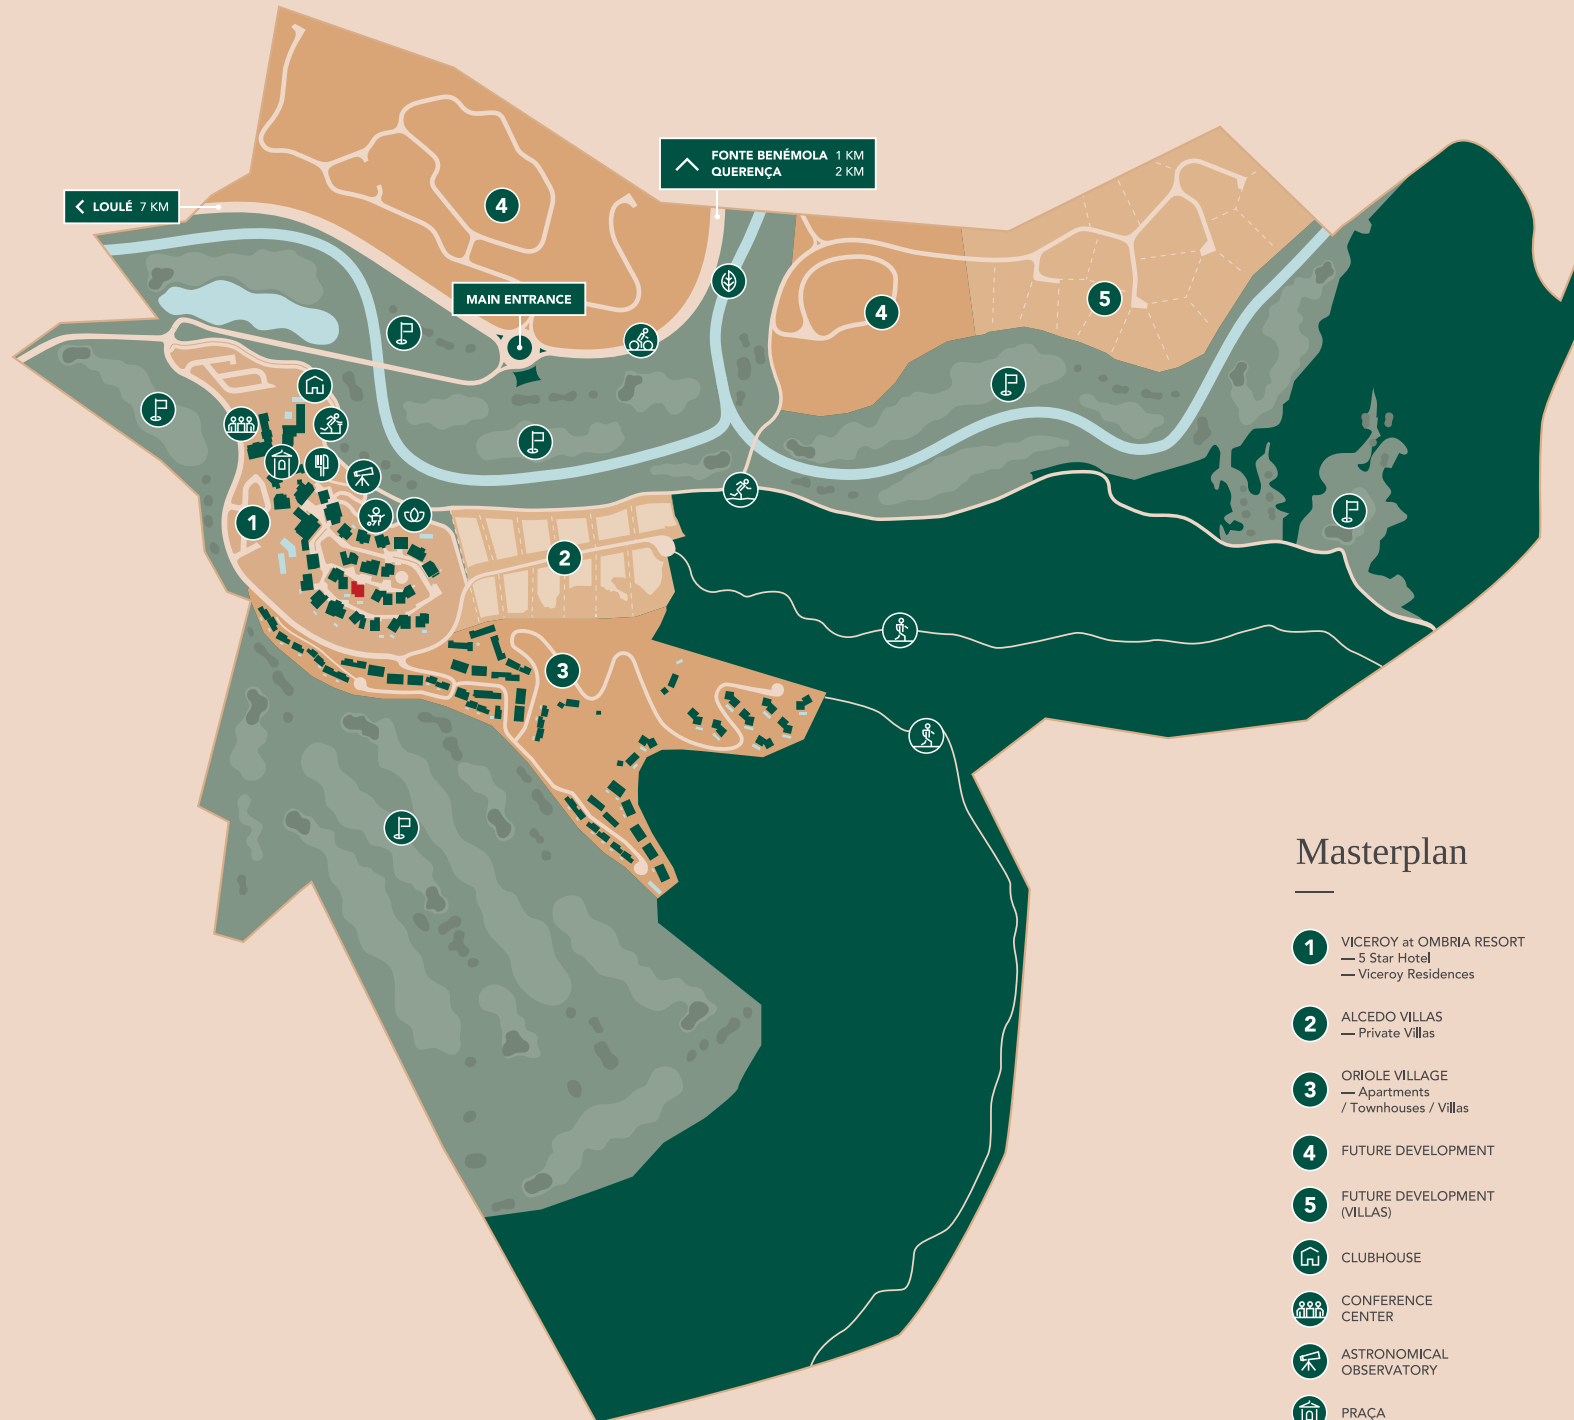 FONTE BENÉMOLA 1 KM
QUERENÇA 2 KM
LOULÉ 7 KM
4
MAIN ENTRANCE
4
5
1
2
3
Masterplan
1 VICEROY at OMBRIA RESORT
— 5 Star Hotel
— Viceroy Residences
2 ALCEDO VILLAS
— Private Villas
3 ORIOLE VILLAGE
— Apartments
/ Townhouses / Villas
4 FUTURE DEVELOPMENT
5 FUTURE DEVELOPMENT
(VILLAS)
CLUBHOUSE
CONFERENCE
CENTER
ASTRONOMICAL
OBSERVATORY
PRAÇA